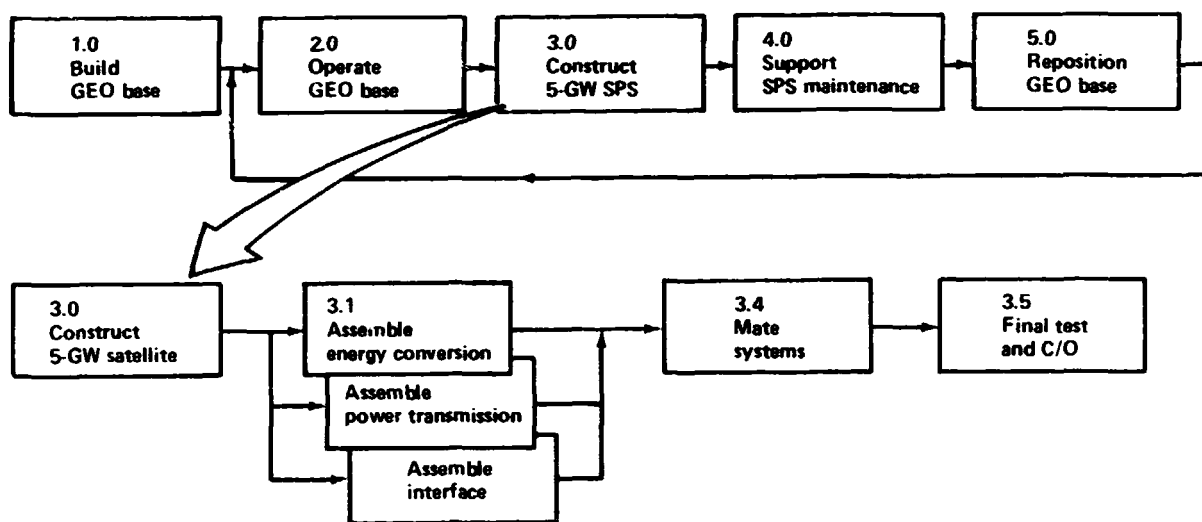 1.0
Build
GEO base
2.0
Operate
GEO base
3.0
Construct
5-GW SPS
4.0
Support
SPS maintenance
5.0
Reposition
GEO base
3.0
Construct
5-GW satellite
3.1
Assemble
energy conversion
Assemble
power transmission
Assemble
interface
3.4
Mate
systems
3.5
Final test
and C/O